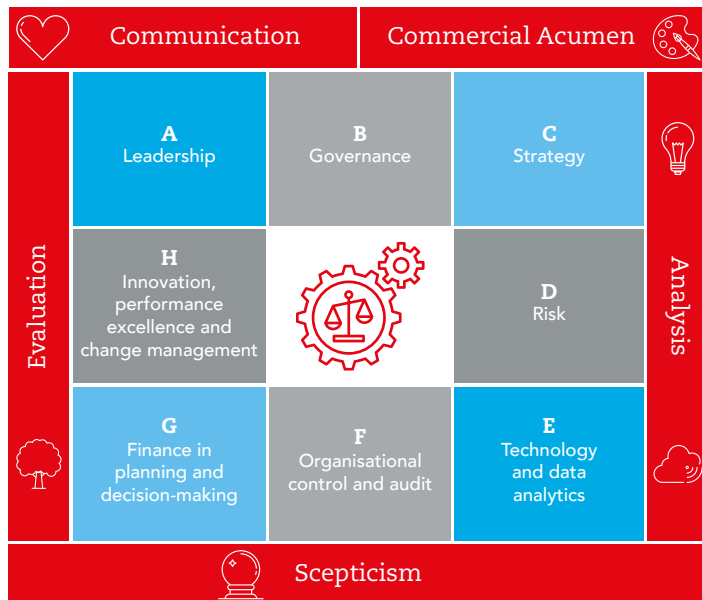 Communication
Commercial Acumen
Evaluation
A
Leadership
B
Governance
C
Strategy
H
Innovation,
performance
excellence and
change management
D
Risk
G
Finance in
planning and
decision-making
F
Organisational
control and audit
E
Technology
and data
analytics
Analysis
Scepticism